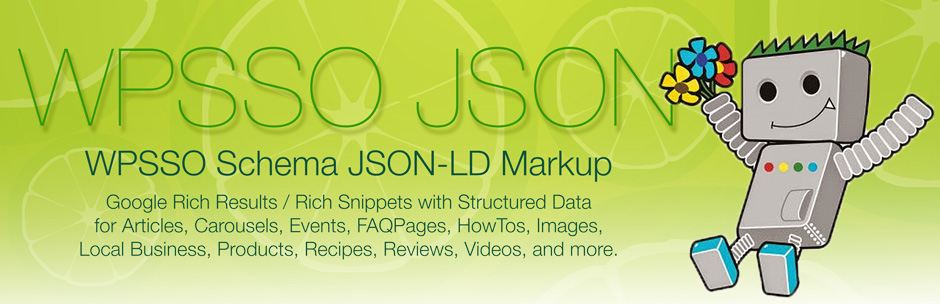 WPSSO JSON
WPSSO Schema JSON-LD Markup
Google Rich Results / Rich Snippets with Structured Data
for Articles, Carousels, Events, FAQPages, HowTos, Images,
Local Business, Products, Recipes, Reviews, Videos, and more.